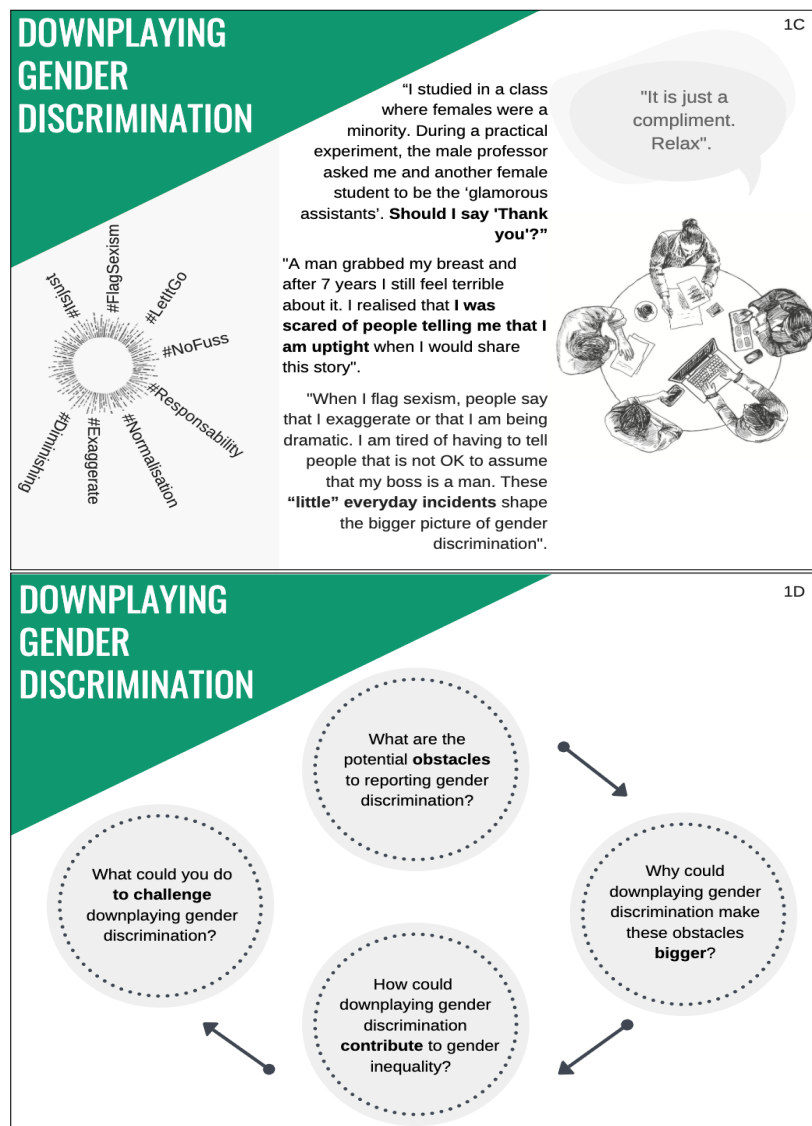 DOWNPLAYING
GENDER
DISCRIMINATION
1C
“I studied in a class
where females were a
minority. During a practical
experiment, the male professor
asked me and another female
student to be the ‘glamorous
assistants’. Should I say 'Thank
you'?”
"It is just a
compliment.
Relax".
"A man grabbed my breast and
after 7 years I still feel terrible
about it. I realised that I was
scared of people telling me that I
am uptight when I would share
this story".
"When I flag sexism, people say
that I exaggerate or that I am being
dramatic. I am tired of having to tell
people that is not OK to assume
that my boss is a man. These
“little” everyday incidents shape
the bigger picture of gender
discrimination".
#ItsJust
#FlagSexism
#LetItGo
#NoFuss
#Responsability
#Normalisation
#Exaggerate
#Diminishing
DOWNPLAYING
GENDER
DISCRIMINATION
1D
What are the
potential obstacles
to reporting gender
discrimination?
Why could
downplaying gender
discrimination make
these obstacles
bigger?
How could
downplaying gender
discrimination
contribute to gender
inequality?
What could you do
to challenge
downplaying gender
discrimination?